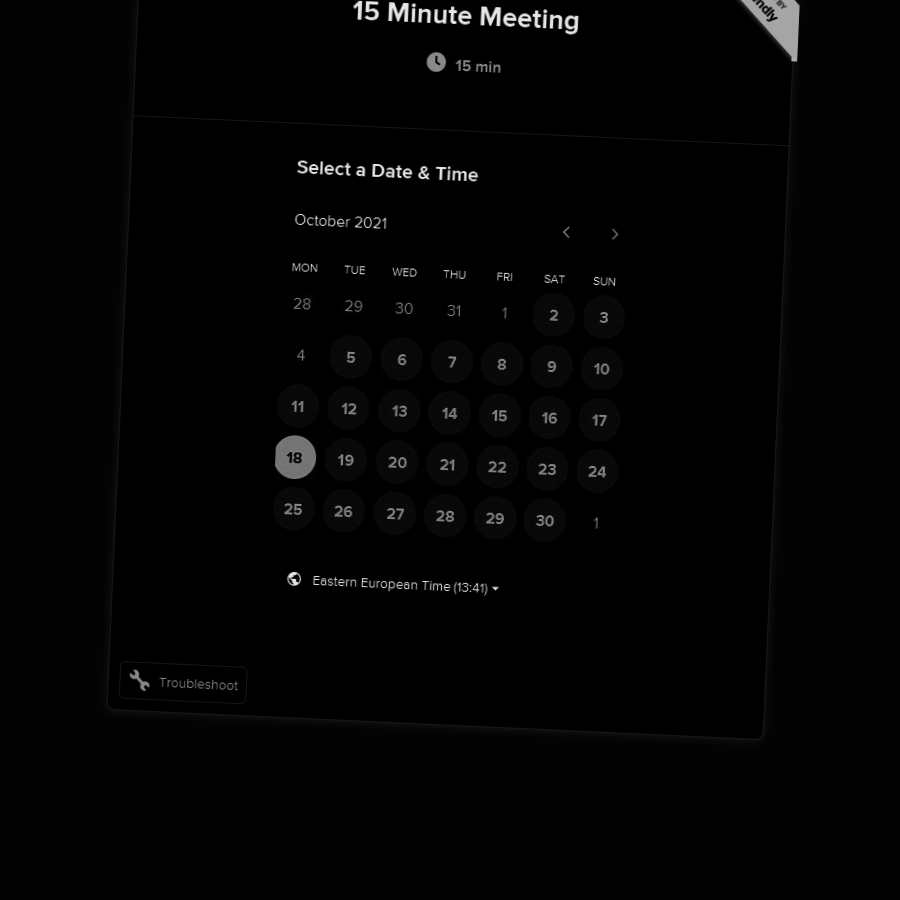 15 Minute Meeting
BY
ndly
15 min
Select a Date & Time
October 2021
MON TUE WED THU FRI SAT SUN
28 29 30 31 1 2 3
4 5 6 7 8 9 10
11 12 13 14 15 16 17
18 19 20 21 22 23 24
25 26 27 28 29 30 1
Eastern European Time (13:41)
Troubleshoot